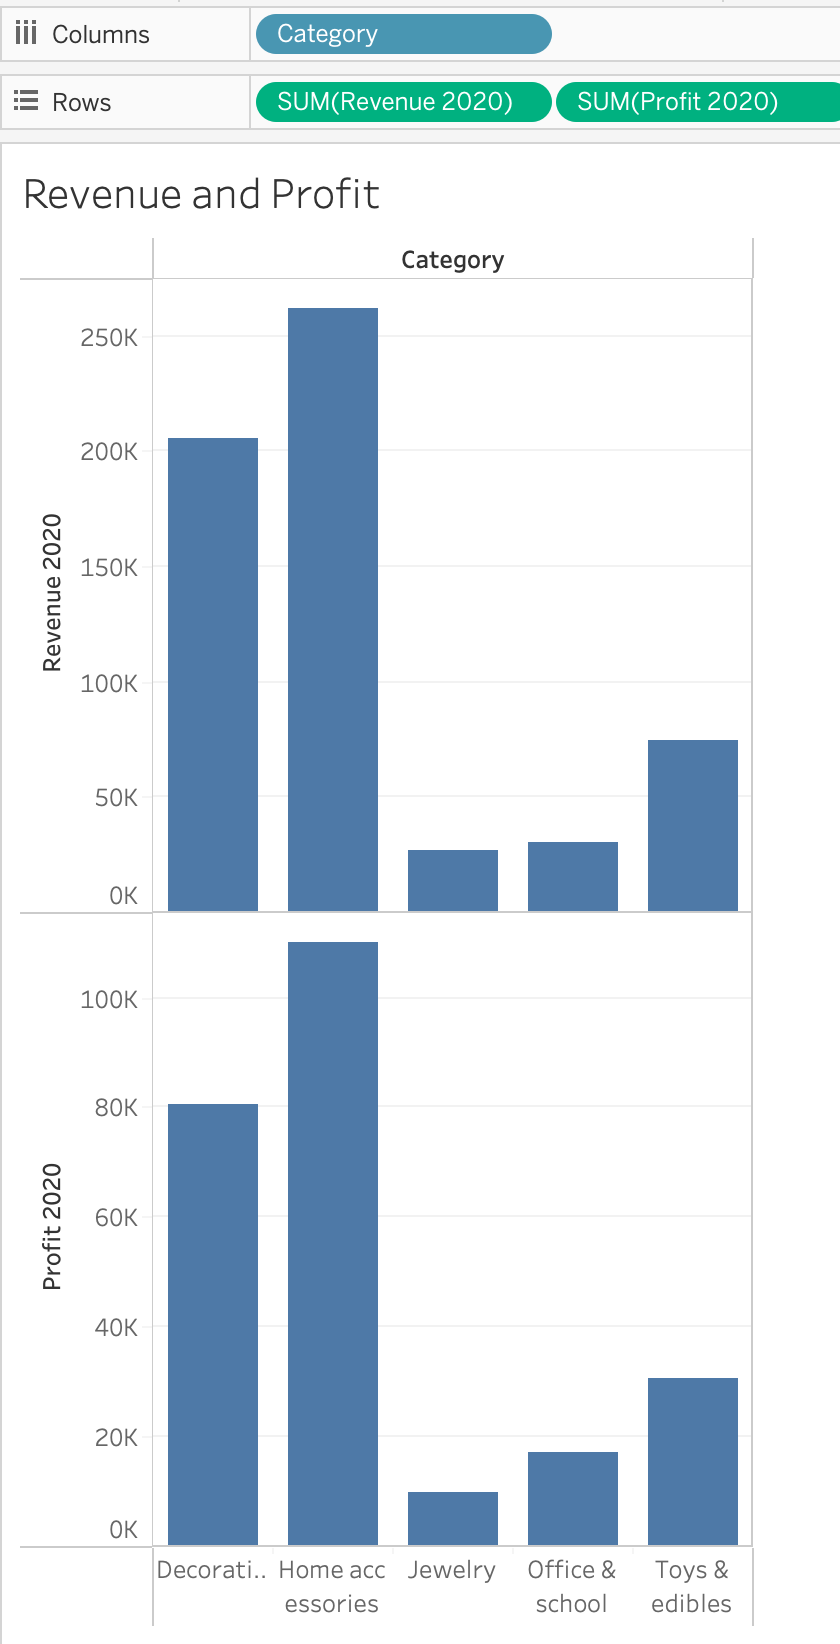 Columns
Category
Rows
SUM(Revenue 2020)
SUM(Profit 2020)
Revenue and Profit
Category
Revenue 2020
250K
200K
150K
100K
50K
0K
Profit 2020
100K
80K
60K
40K
20K
0K
Decorati..
Home acc
essories
Jewelry
Office &
school
Toys &
edibles